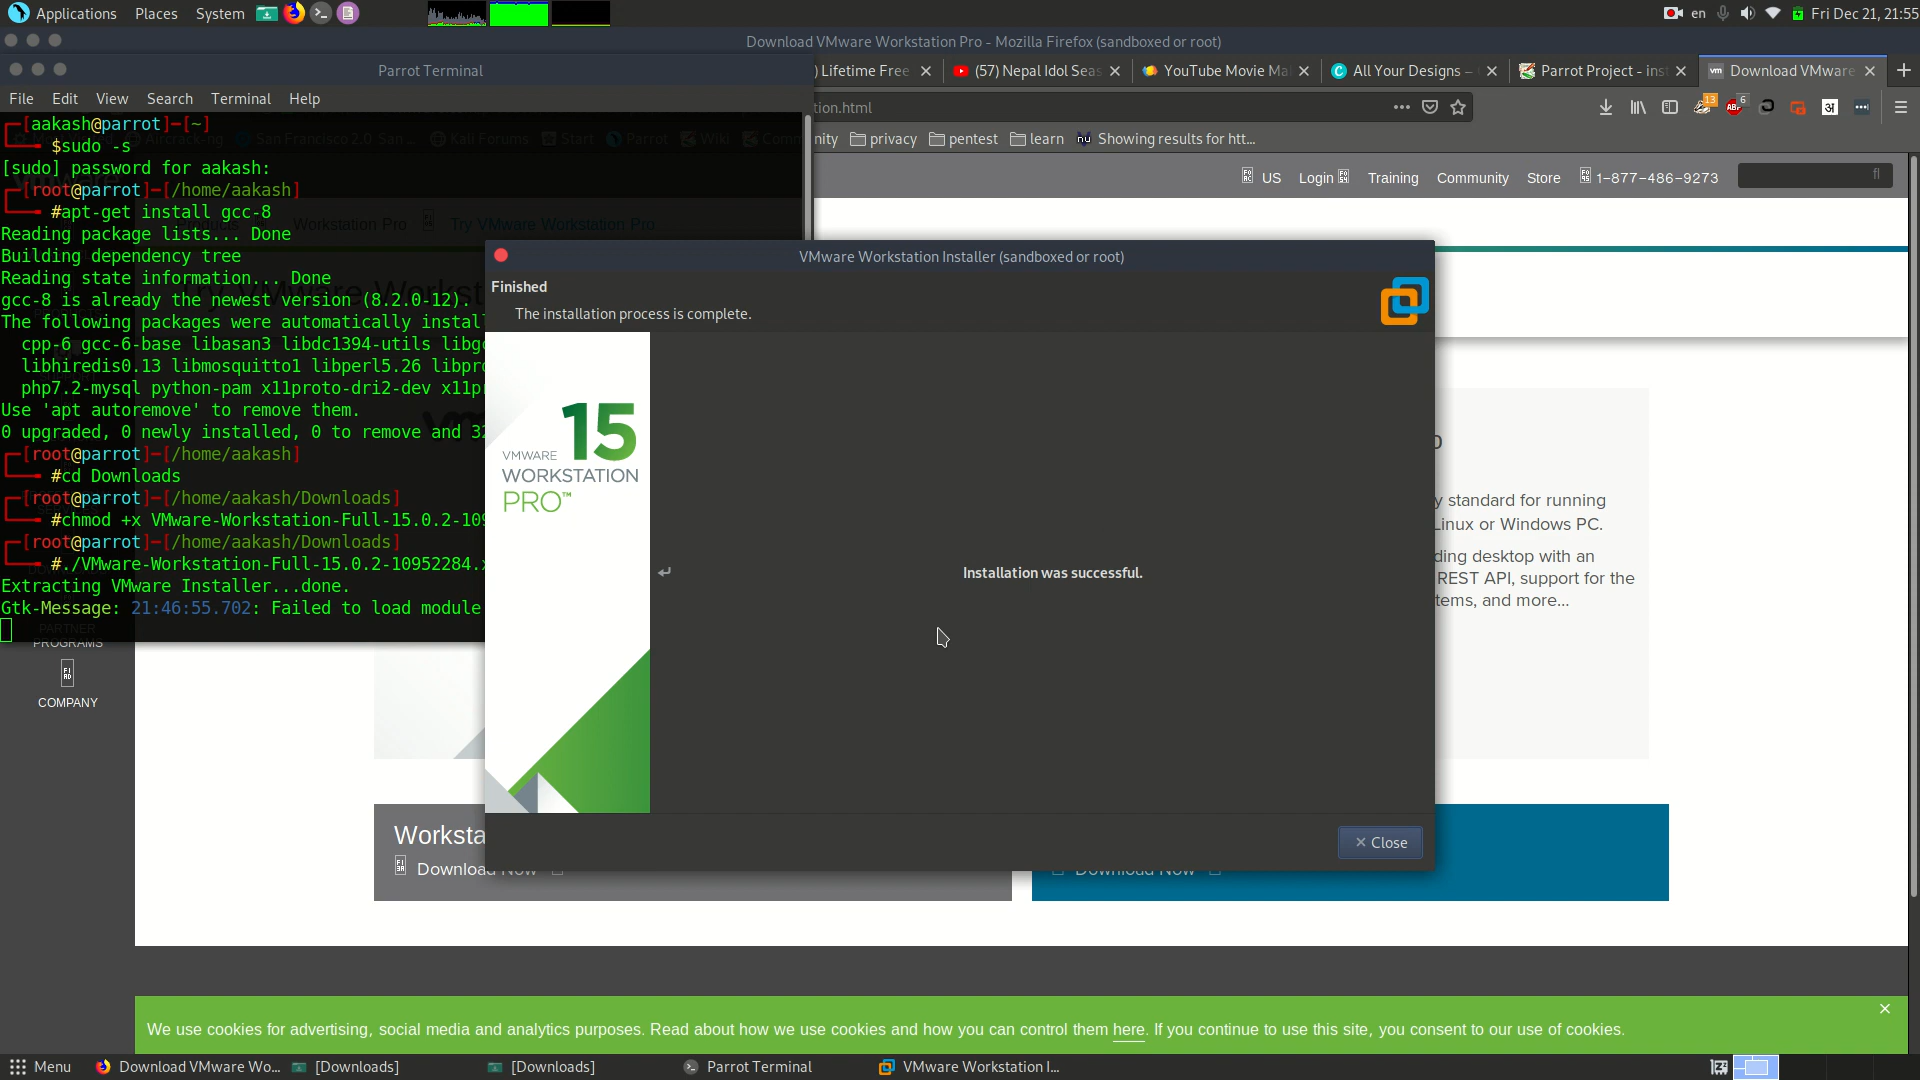 Applications Places System
en Fri Dec 21, 21:55
Download VMware Workstation Pro - Mozilla Firefox (sandboxed or root)
Parrot Terminal
) Lifetime Free
(57) Nepal Idol Seas
YouTube Movie Ma
All Your Designs –
Parrot Project - inst
Download VMware
File Edit View Search Terminal Help
tion.html
13
6
ABP
अ
nity privacy pentest learn Showing results for htt...
US Login Training Community Store 1-877-486-9273
[aakash@parrot]─[~]
$sudo -s
[sudo] password for aakash:
[root@parrot]─[/home/aakash]
#apt-get install gcc-8
Reading package lists... Done
Building dependency tree
Reading state information... Done
gcc-8 is already the newest version (8.2.0-12).
The following packages were automatically instal
cpp-6 gcc-6-base libasan3 libdc1394-utils libg
libhiredis0.13 libmosquitto1 libperl5.26 libpr
php7.2-mysql python-pam x11proto-dri2-dev x11p
Use 'apt autoremove' to remove them.
0 upgraded, 0 newly installed, 0 to remove and 32
[root@parrot]─[/home/aakash]
#cd Downloads
[root@parrot]─[/home/aakash/Downloads]
#chmod +x VMware-Workstation-Full-15.0.2-109
[root@parrot]─[/home/aakash/Downloads]
#./VMware-Workstation-Full-15.0.2-10952284.
Extracting VMware Installer...done.
Gtk-Message: 21:46:55.702: Failed to load module
Workstation Pro Try VMware Workstation Pro
PARTNER
PROGRAMS
COMPANY
VMware Workstation Installer (sandboxed or root)
Finished
The installation process is complete.
15
VMWARE
WORKSTATION
PRO™
Installation was successful.
Close
y standard for running
Linux or Windows PC.
ding desktop with an
REST API, support for the
tems, and more...
Worksta
Download Now
Download Now
We use cookies for advertising, social media and analytics purposes. Read about how we use cookies and how you can control them here. If you continue to use this site, you consent to our use of cookies.
Menu Download VMware Wo... [Downloads] [Downloads] Parrot Terminal VMware Workstation I...